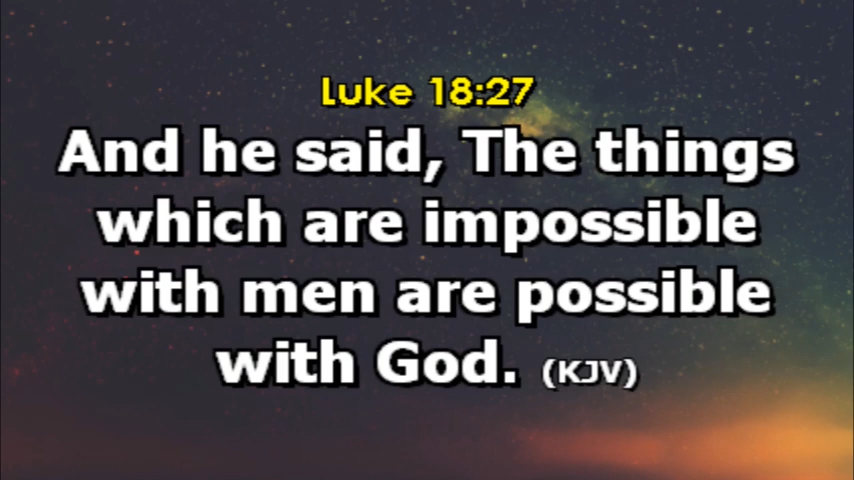 Luke 18:27
And he said, The things
which are impossible
with men are possible
with God. (KJV)